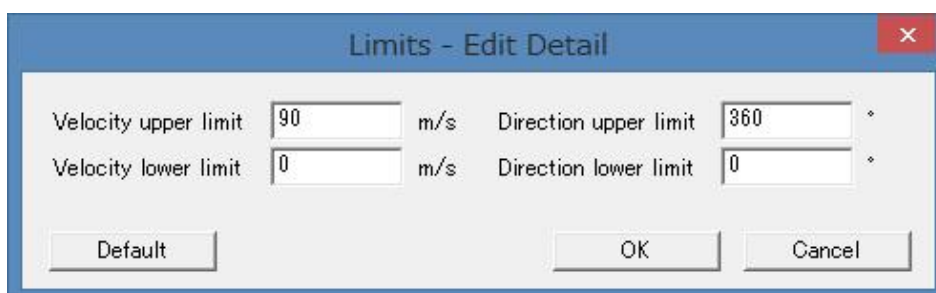 Limits - Edit Detail
Velocity upper limit 90 m/s Direction upper limit 360 °
Velocity lower limit 0 m/s Direction lower limit 0 °
Default OK Cancel